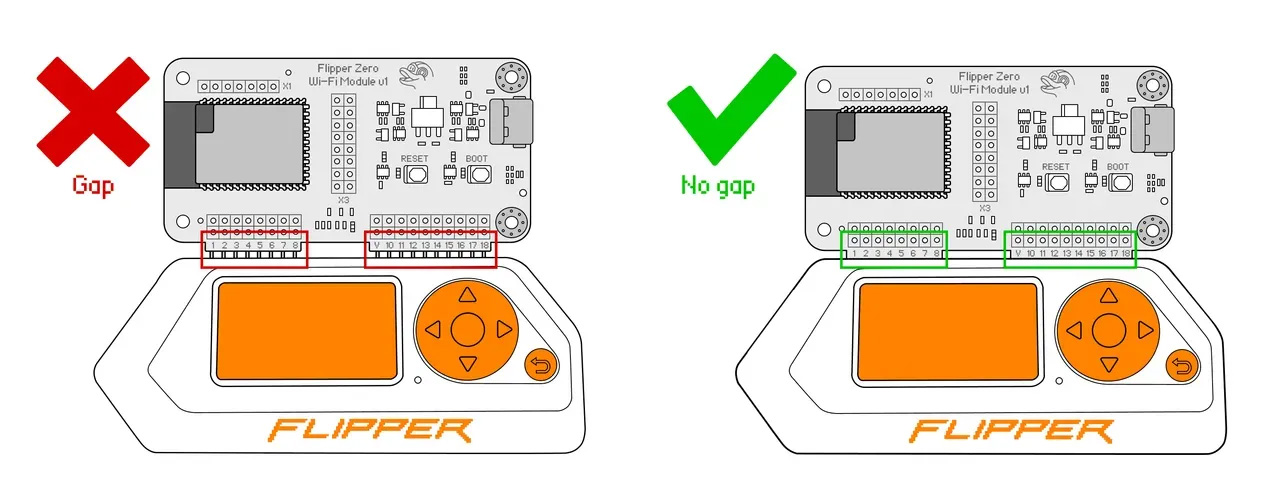 Gap
Flipper Zero
Wi-Fi Module v1
X1
RESET
BOOT
X3
1 2 3 4 5 6 7 8
V 10 11 12 13 14 15 16 17 18
FLIPPER
No gap
Flipper Zero
Wi-Fi Module v1
X1
RESET
BOOT
X3
1 2 3 4 5 6 7 8
V 10 11 12 13 14 15 16 17 18
FLIPPER